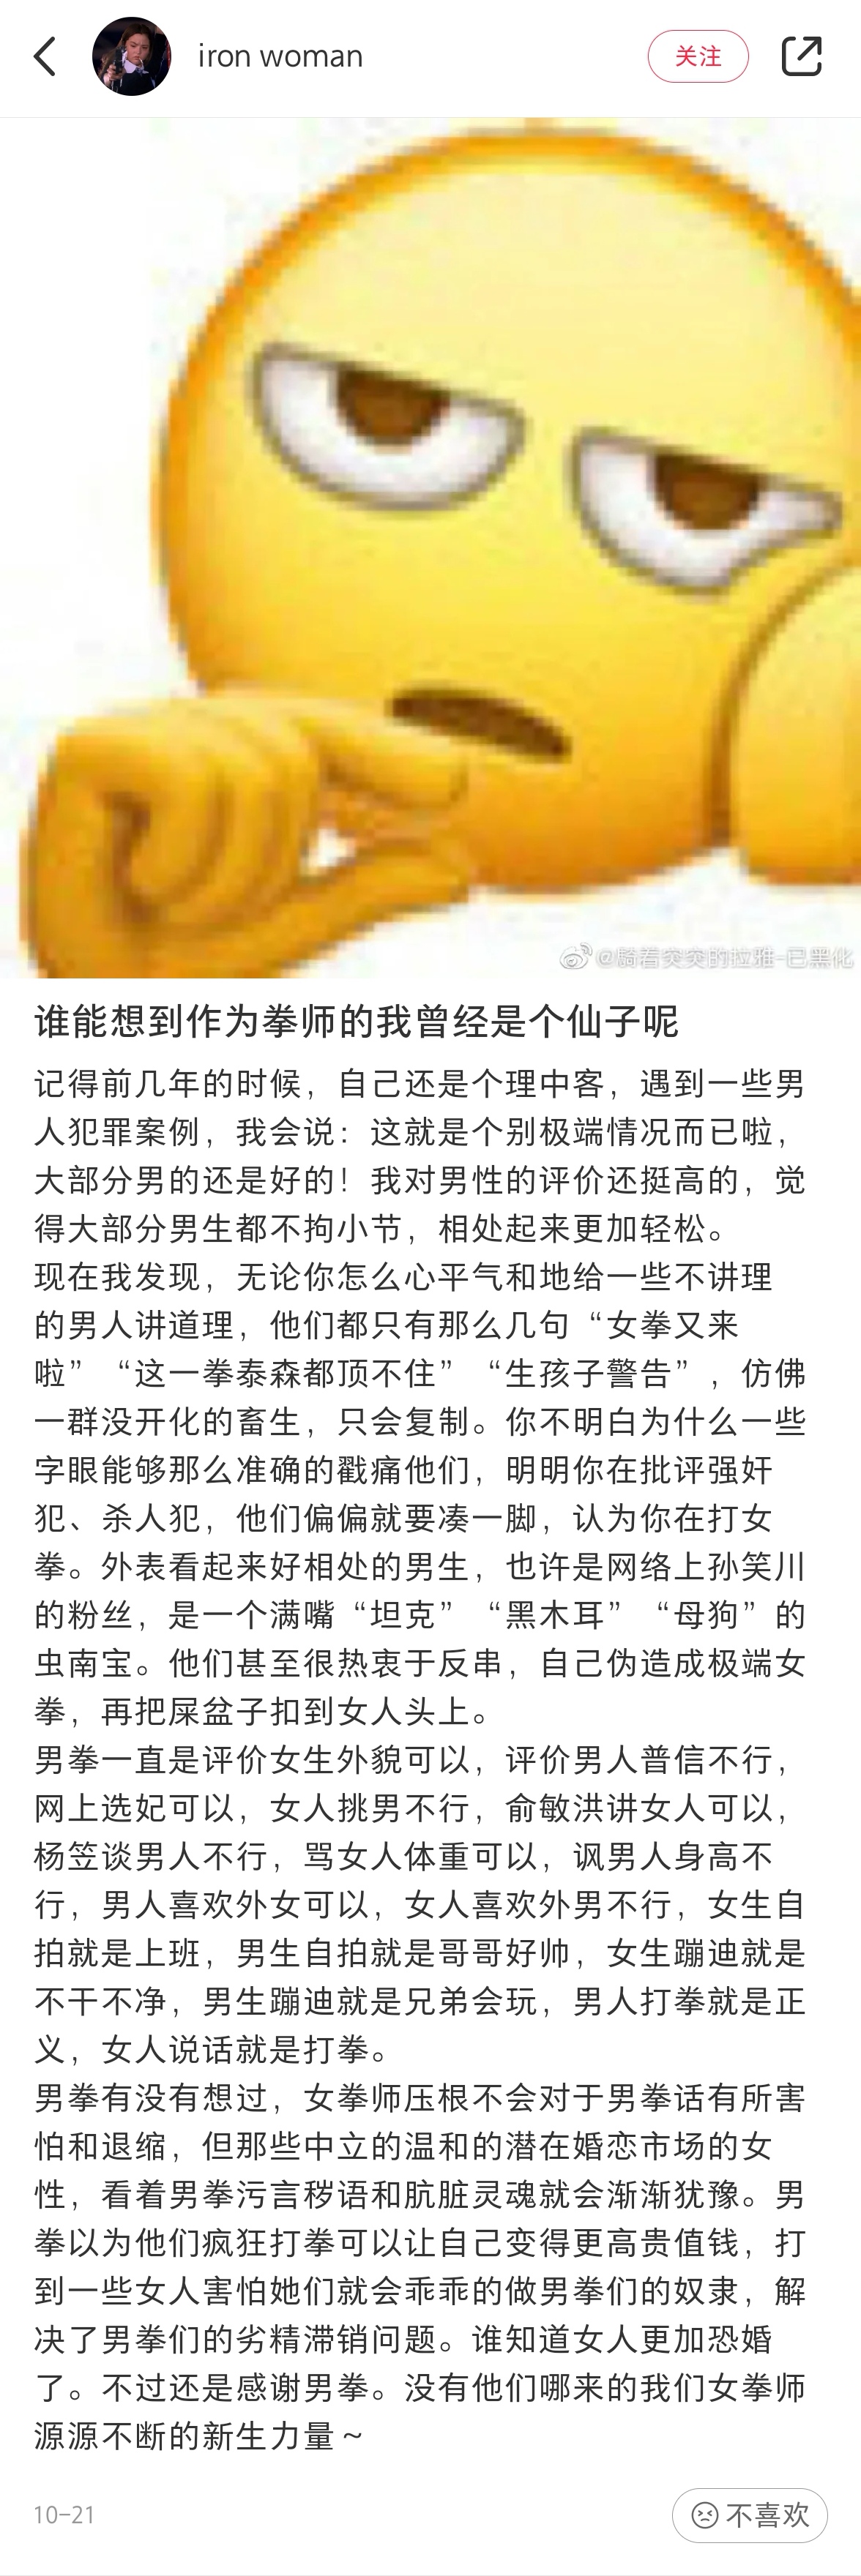 iron woman
关注
@騎着突突的拉雅-已黑化
谁能想到作为拳师的我曾经是个仙子呢
记得前几年的时候，自己还是个理中客，遇到一些男
人犯罪案例，我会说：这就是个别极端情况而已啦，
大部分男的还是好的！我对男性的评价还挺高的，觉
得大部分男生都不拘小节，相处起来更加轻松。
现在我发现，无论你怎么心平气和地给一些不讲理
的男人讲道理，他们都只有那么几句“女拳又来
啦”“这一拳泰森都顶不住”“生孩子警告”，仿佛
一群没开化的畜生，只会复制。你不明白为什么一些
字眼能够那么准确的戳痛他们，明明你在批评强奸
犯、杀人犯，他们偏偏就要凑一脚，认为你在打女
拳。外表看起来好相处的男生，也许是网络上孙笑川
的粉丝，是一个满嘴“坦克”“黑木耳”“母狗”的
虫南宝。他们甚至很热衷于反串，自己伪造成极端女
拳，再把屎盆子扣到女人头上。
男拳一直是评价女生外貌可以，评价男人普信不行，
网上选妃可以，女人挑男不行，俞敏洪讲女人可以，
杨笠谈男人不行，骂女人体重可以，讽男人身高不
行，男人喜欢外女可以，女人喜欢外男不行，女生自
拍就是上班，男生自拍就是哥哥好帅，女生蹦迪就是
不干不净，男生蹦迪就是兄弟会玩，男人打拳就是正
义，女人说话就是打拳。
男拳有没有想过，女拳师压根不会对于男拳话有所害
怕和退缩，但那些中立的温和的潜在婚恋市场的女
性，看着男拳污言秽语和肮脏灵魂就会渐渐犹豫。男
拳以为他们疯狂打拳可以让自己变得更高贵值钱，打
到一些女人害怕她们就会乖乖的做男拳们的奴隶，解
决了男拳们的劣精滞销问题。谁知道女人更加恐婚
了。不过还是感谢男拳。没有他们哪来的我们女拳师
源源不断的新生力量～
10-21
不喜欢